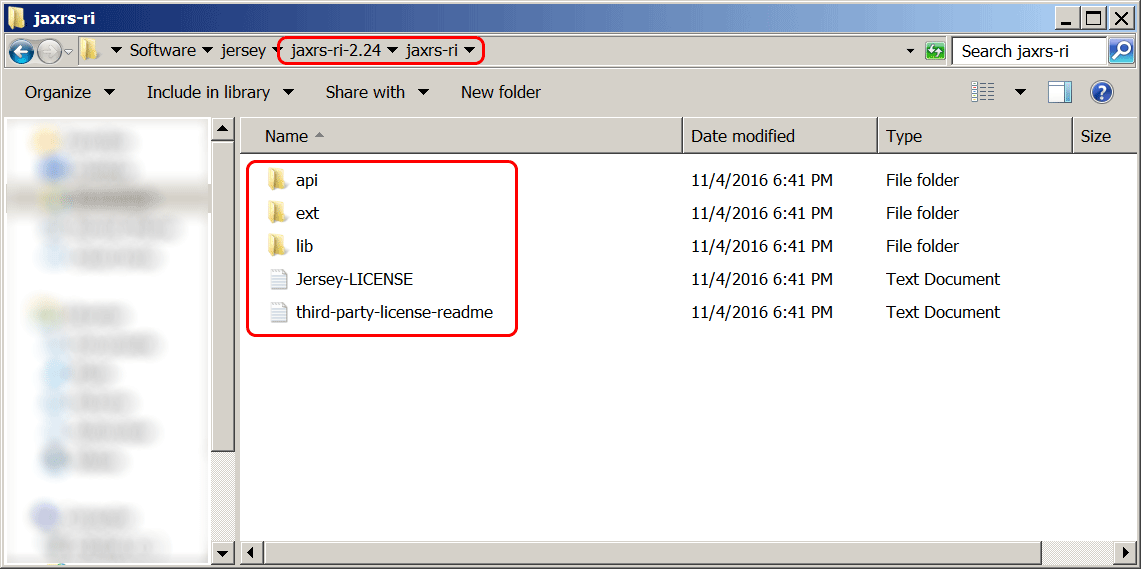 jaxrs-ri
Software jersey jaxrs-ri-2.24 jaxrs-ri Search jaxrs-ri
Organize Include in library Share with New folder
Name Date modified Type Size
api 11/4/2016 6:41 PM File folder
ext 11/4/2016 6:41 PM File folder
lib 11/4/2016 6:41 PM File folder
Jersey-LICENSE 11/4/2016 6:41 PM Text Document
third-party-license-readme 11/4/2016 6:41 PM Text Document